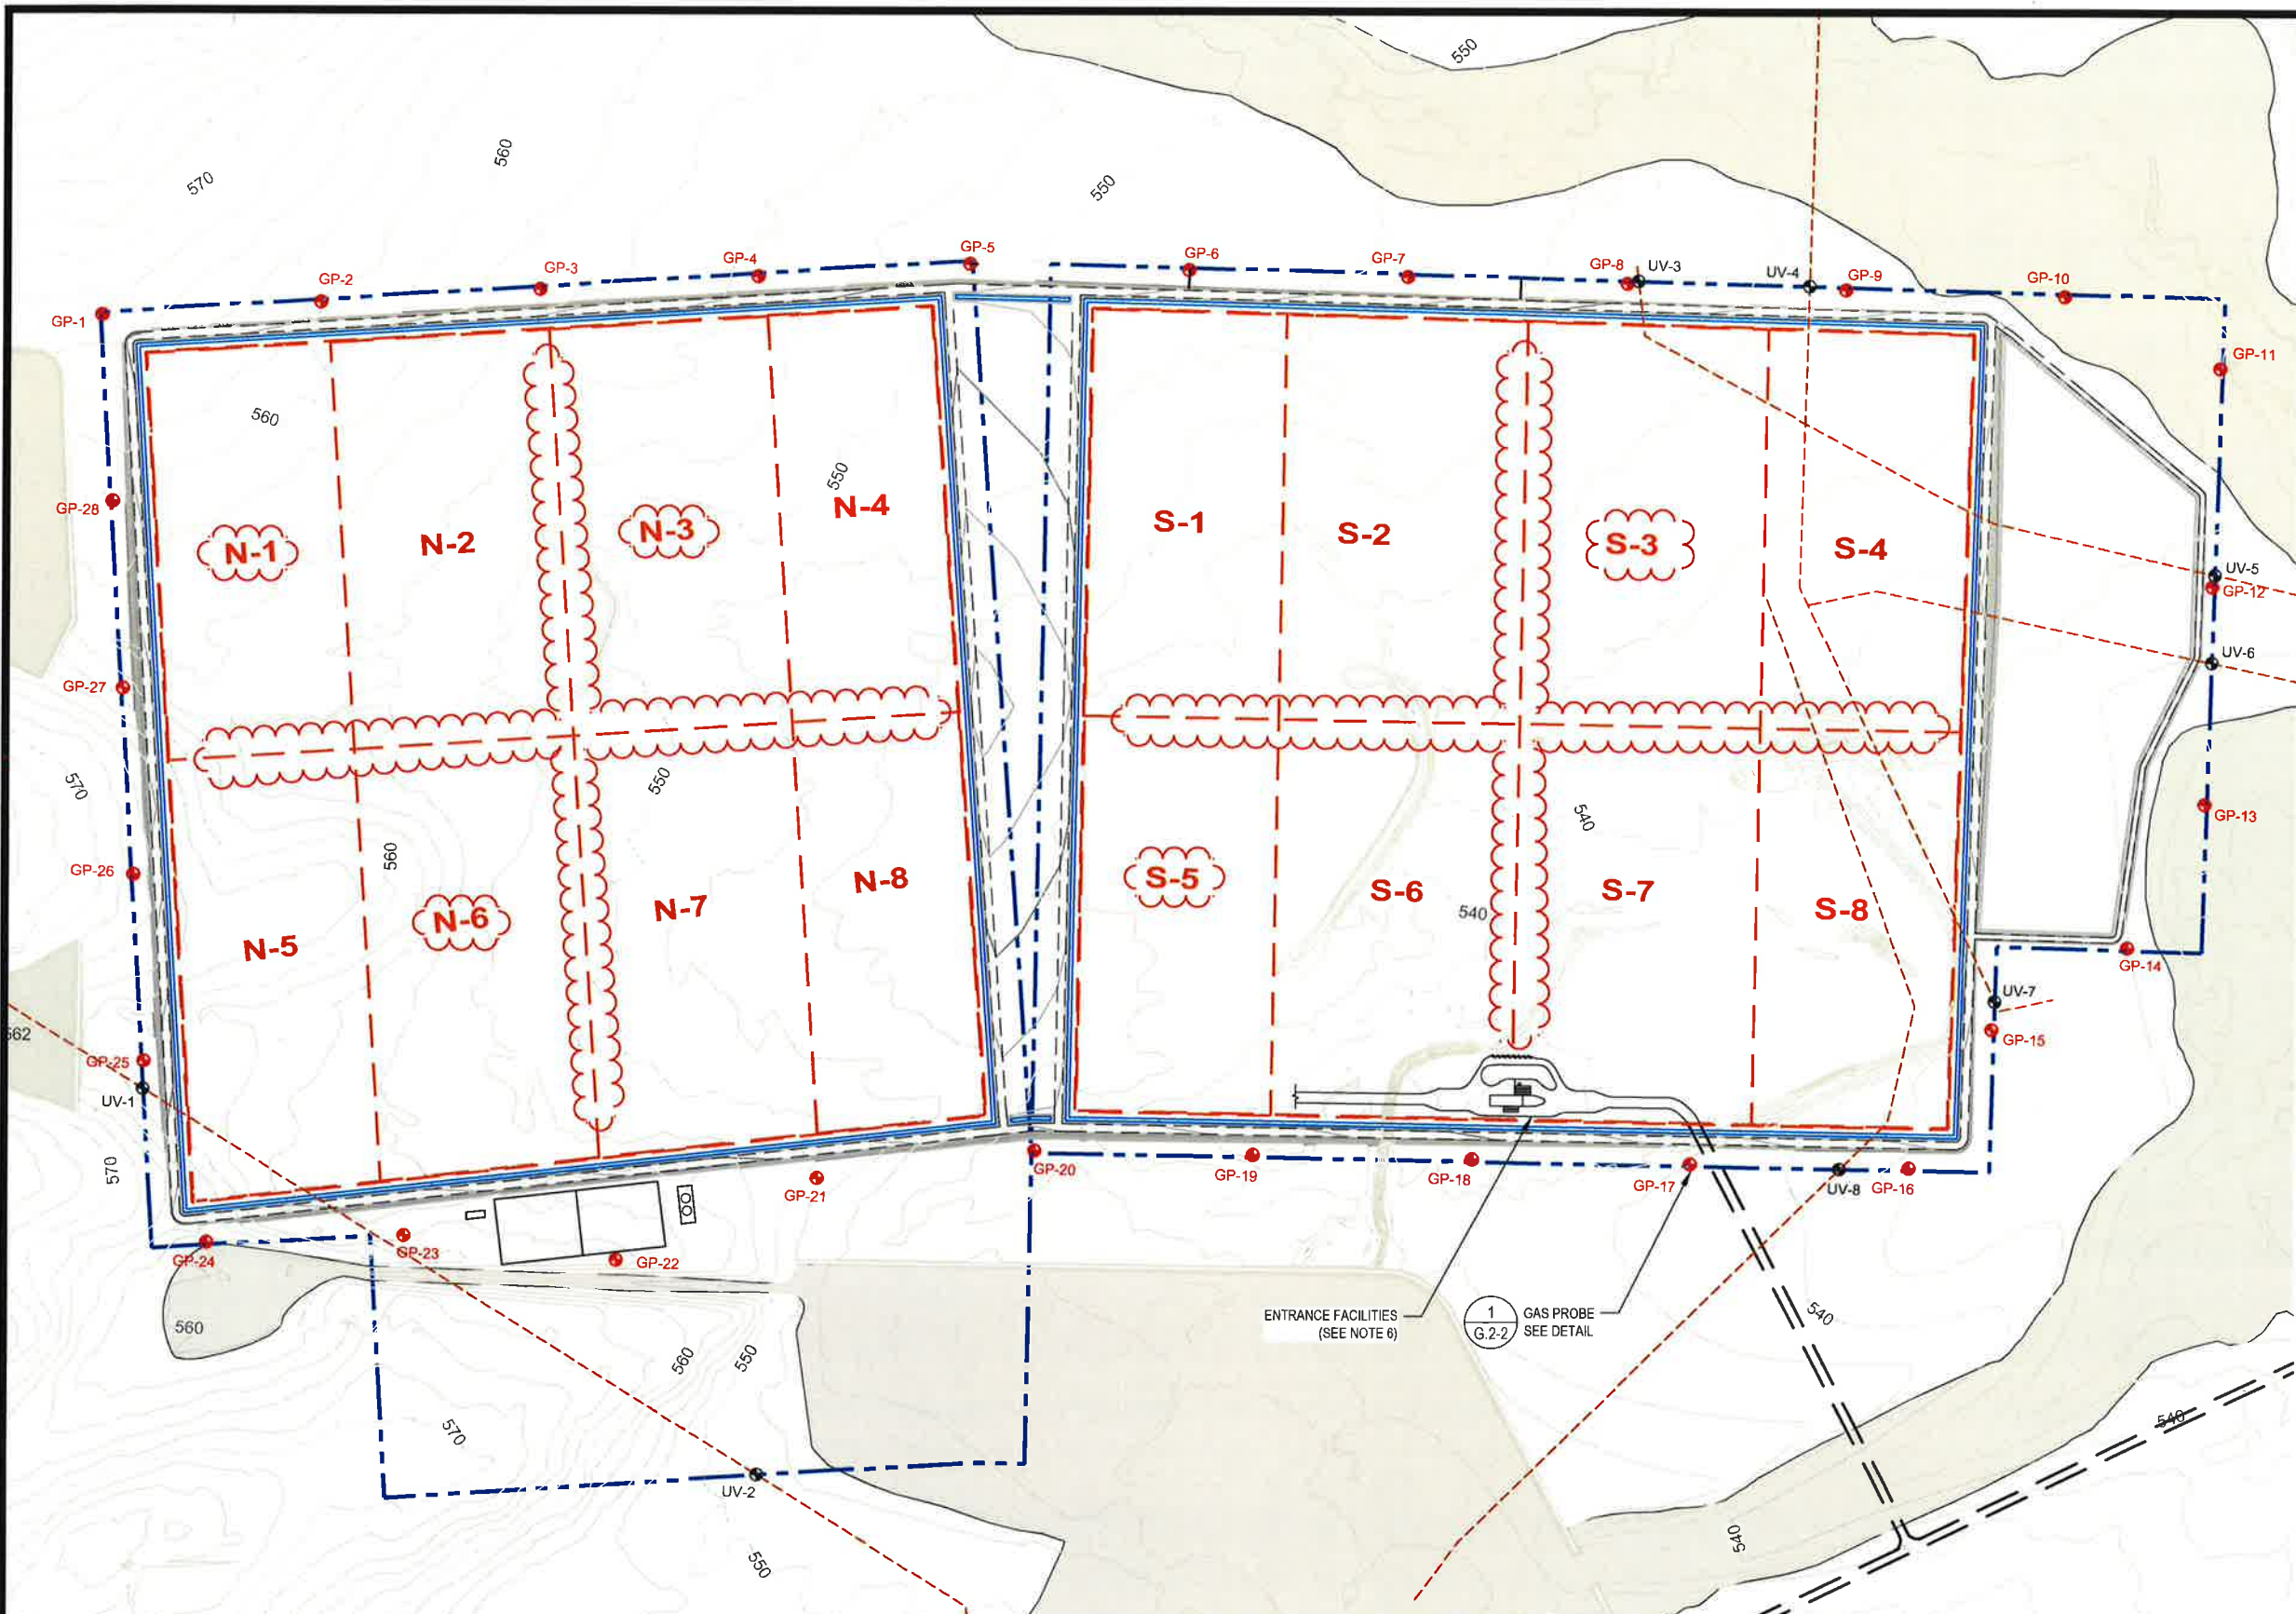 550
560
570
550
GP-5
GP-6
GP-7
GP-4
GP-3
GP-2
GP-1
GP-8
UV-3
UV-4
GP-9
GP-10
GP-11
560
550
N-4
N-3
N-2
N-1
S-1
S-2
S-3
S-4
GP-28
UV-5
GP-12
UV-6
GP-27
570
550
540
GP-13
560
GP-26
N-8
N-7
N-6
N-5
S-5
S-6
540
S-7
S-8
GP-14
UV-7
GP-15
562
GP-25
UV-1
570
GP-20
GP-19
GP-18
GP-17
UV-8
GP-16
GP-21
GP-23
GP-22
GP-24
560
560
550
570
ENTRANCE FACILITIES
(SEE NOTE 6)
1
G.2-2
GAS PROBE
SEE DETAIL
540
540
UV-2
550
540